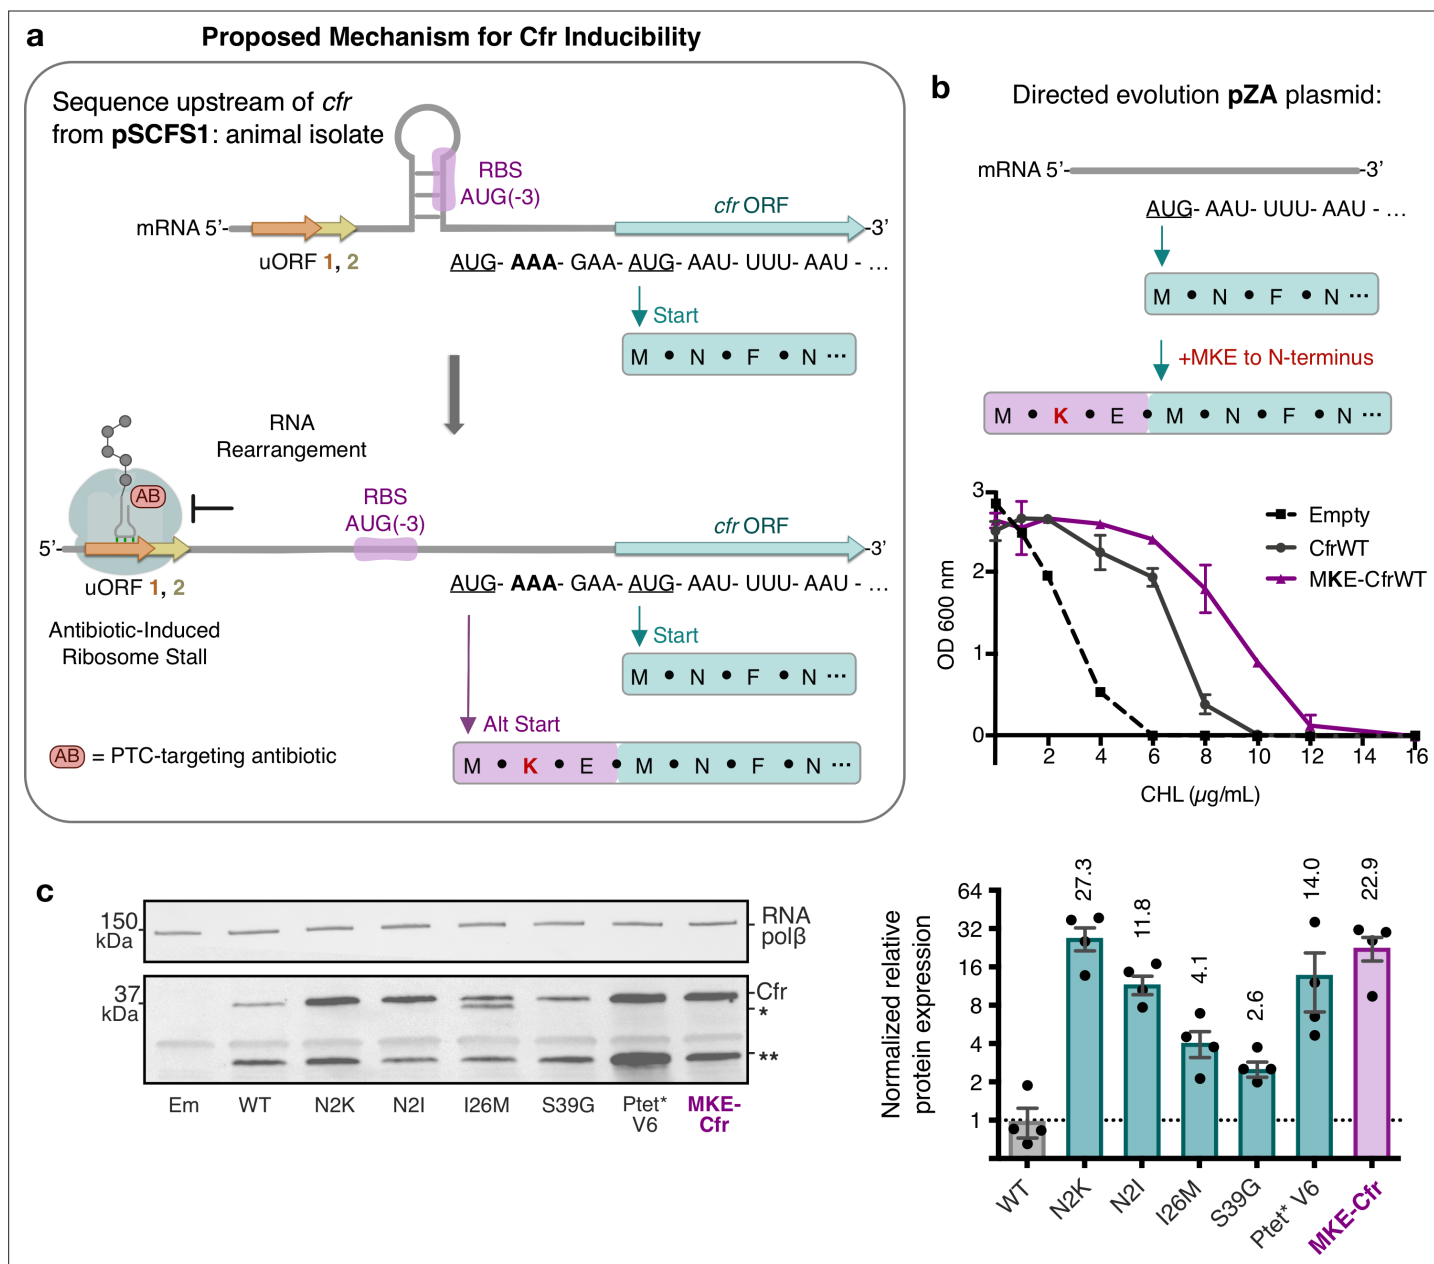 a
Proposed Mechanism for Cfr Inducibility
Sequence upstream of cfr
from pSCFS1: animal isolate
RBS
AUG(-3)
cfr ORF
mRNA 5’-
-3’
uORF 1, 2
AUG- AAA- GAA- AUG- AAU- UUU- AAU - …
Start
M • N • F • N ···
RNA
Rearrangement
AB
RBS
AUG(-3)
cfr ORF
5’-
-3’
uORF 1, 2
AUG- AAA- GAA- AUG- AAU- UUU- AAU - …
Antibiotic-Induced
Ribosome Stall
Start
M • N • F • N ···
Alt Start
AB = PTC-targeting antibiotic
M • K • E • M • N • F • N ···
b
Directed evolution pZA plasmid:
mRNA 5’-
-3’
AUG- AAU- UUU- AAU - …
M • N • F • N ···
+MKE to N-terminus
M • K • E • M • N • F • N ···
3
2
1
0
OD 600 nm
Empty
CfrWT
MKE-CfrWT
2 4 6 8 10 12 14 16
CHL (µg/mL)
c
150
kDa
RNA
polβ
37
kDa
Cfr
*
**
Em WT N2K N2I I26M S39G Ptet* V6 MKE-Cfr
Normalized relative
protein expression
64
32
16
8
4
2
1
27.3
11.8
4.1
2.6
14.0
22.9
WT N2K N2I I26M S39G Ptet* V6 MKE-Cfr